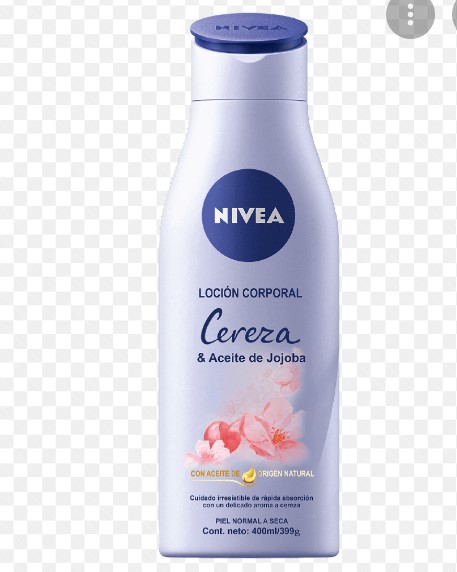 NIVEA
NIVEA
LOCIÓN CORPORAL
Cereza
& Aceite de Jojoba
CON ACEITE DE ORIGEN NATURAL
Cuidado irresistible de rápida absorción
con un delicado aroma a cereza
PIEL NORMAL A SECA
Cont. neto: 400ml/399g